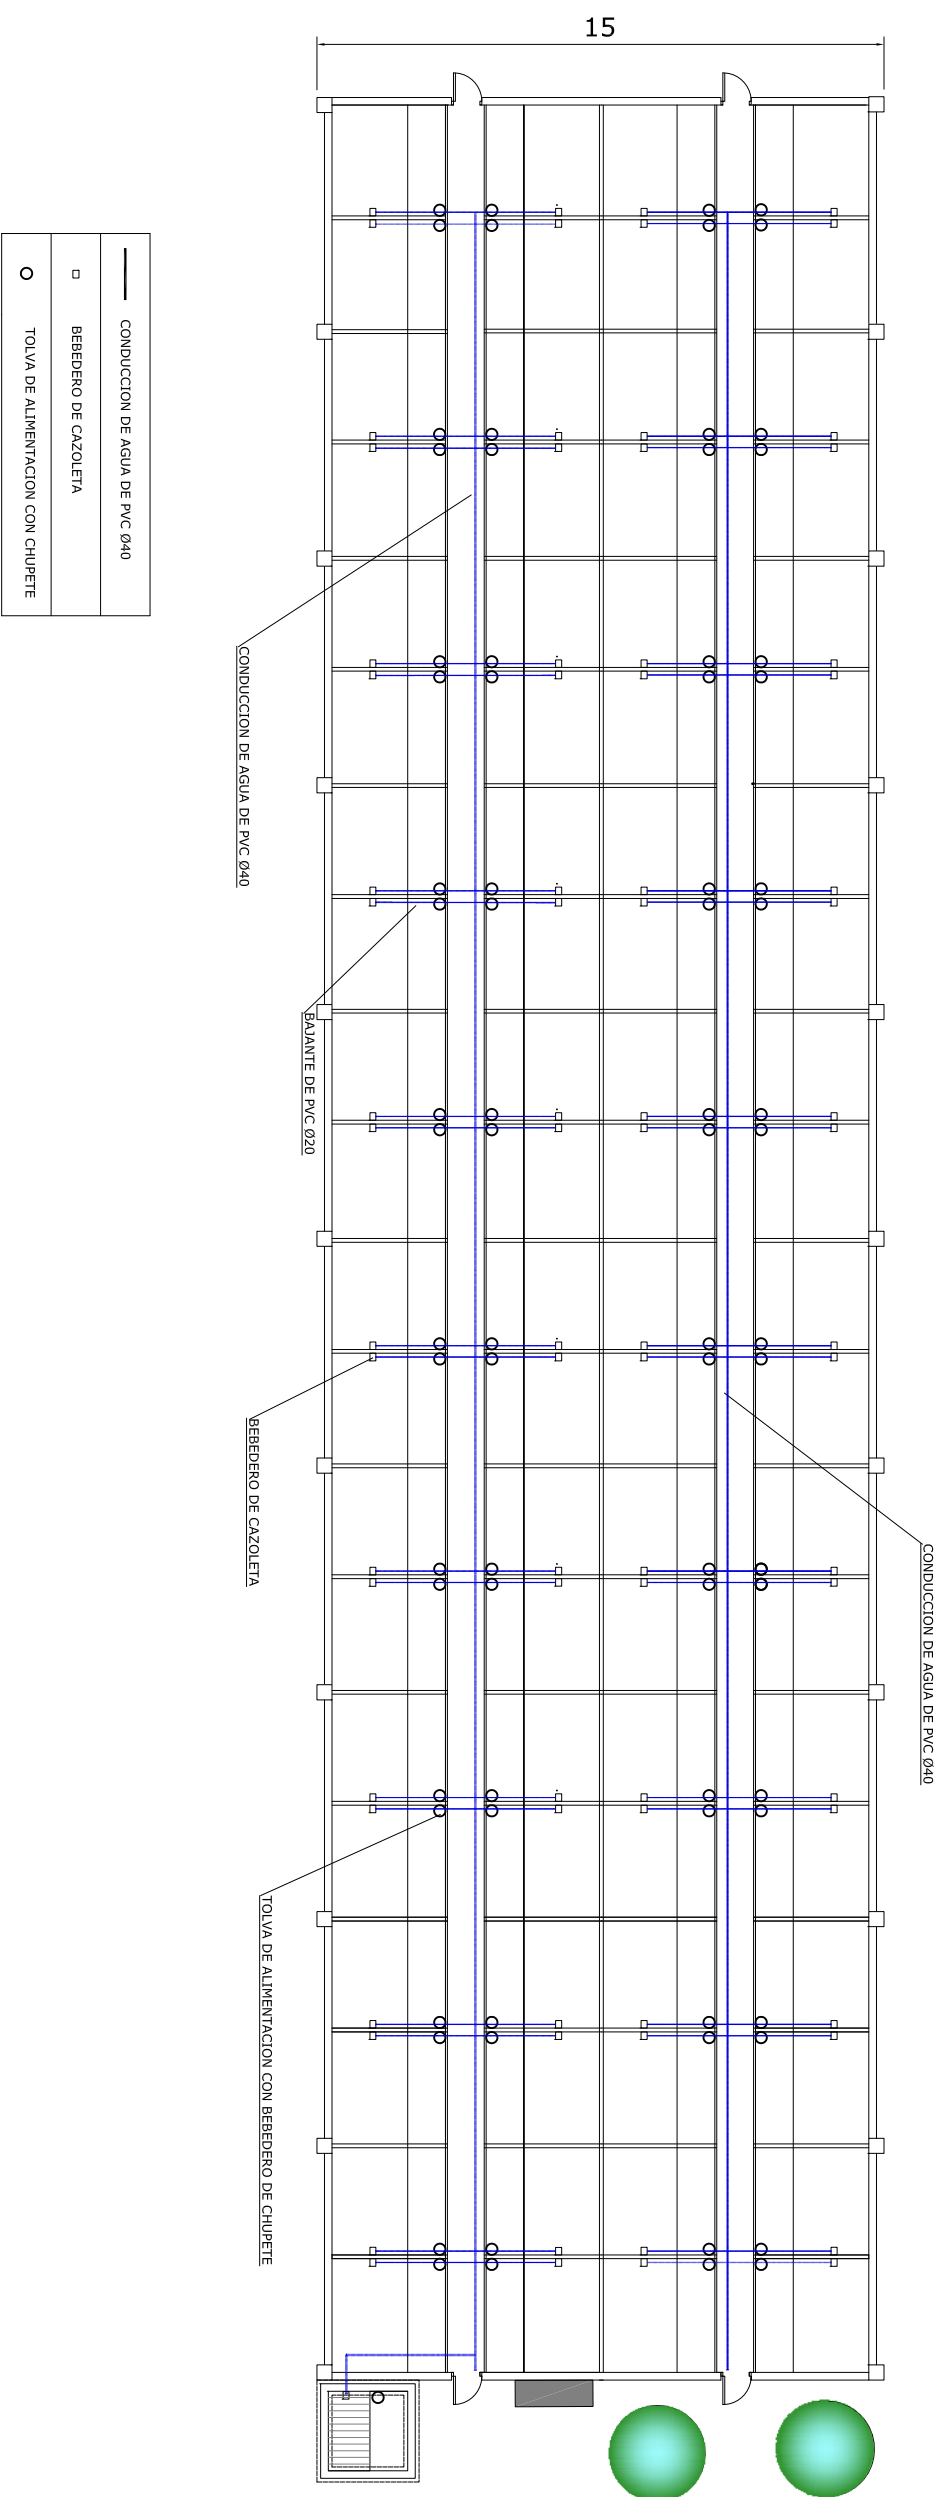 15
CONDUCCION DE AGUA DE PVC Ø40
BEBEDERO DE CAZOLETA
TOLVA DE ALIMENTACION CON CHUPETE
CONDUCCION DE AGUA DE PVC Ø40
BAJANTE DE PVC Ø20
BEBEDERO DE CAZOLETA
CONDUCCION DE AGUA DE PVC Ø40
TOLVA DE ALIMENTACION CON BEBEDERO DE CHUPETE